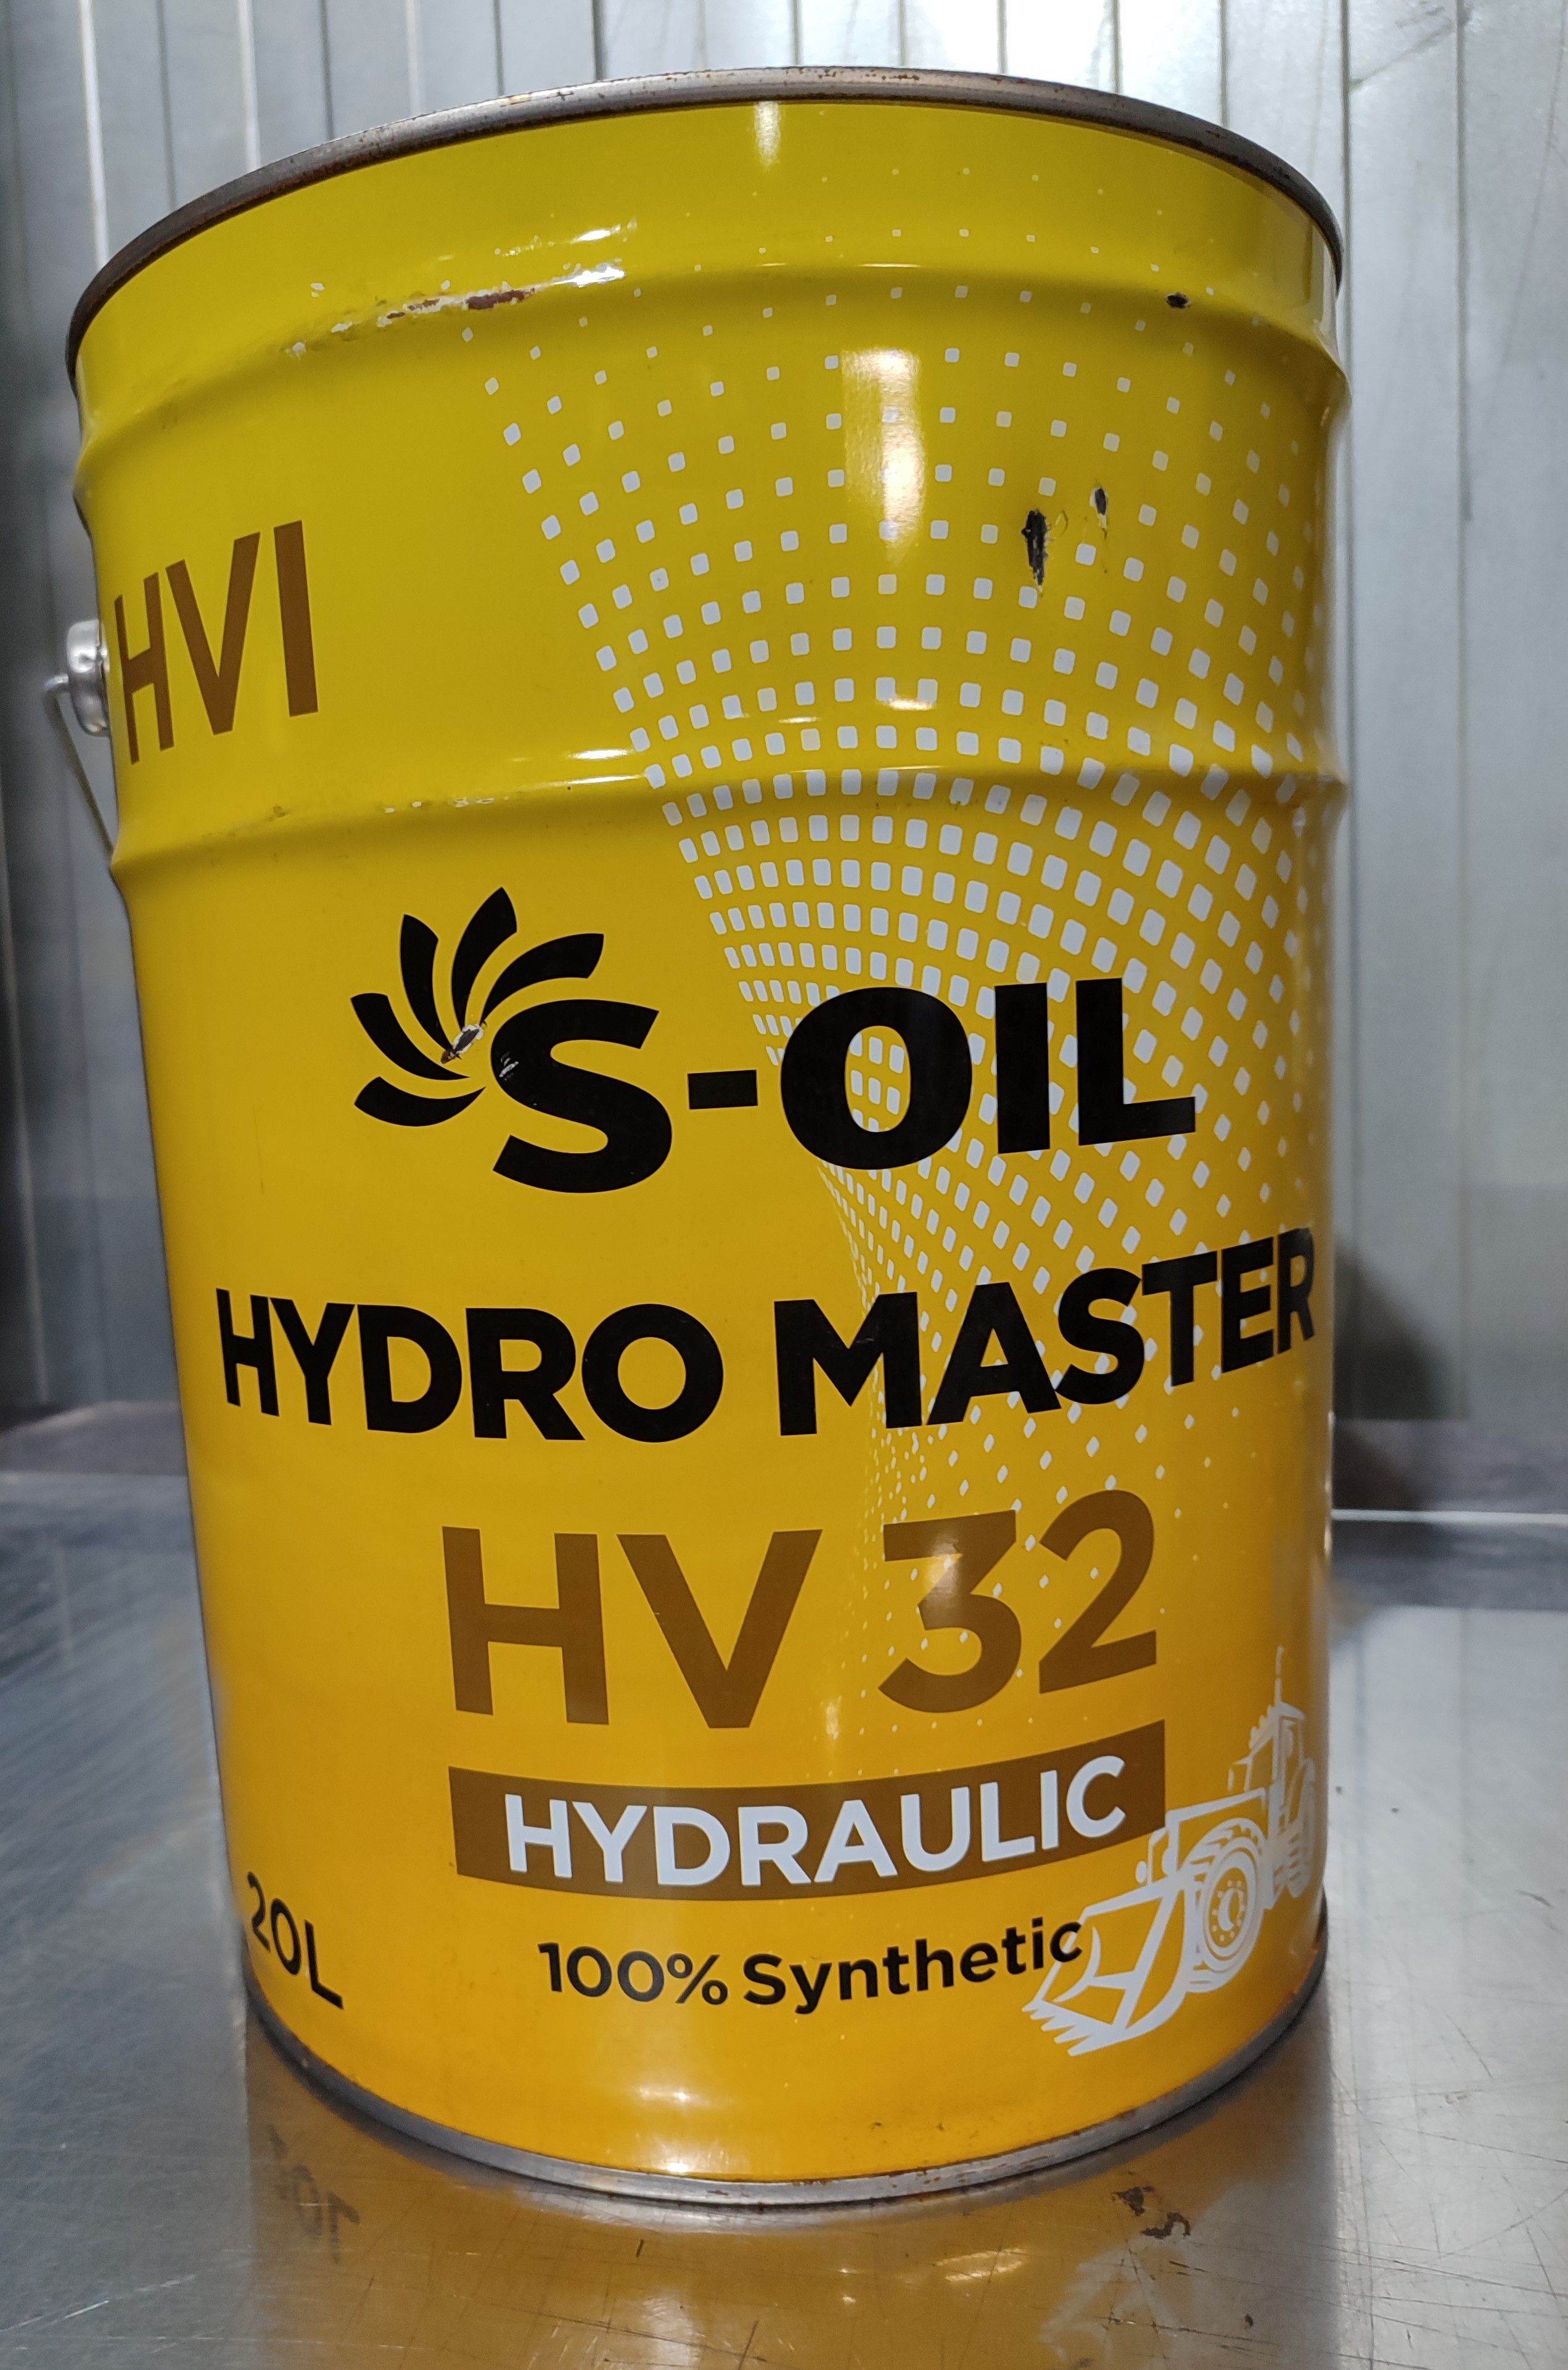 HVI
S-OIL
HYDRO MASTER
HV 32
HYDRAULIC
20L
100% Synthetic